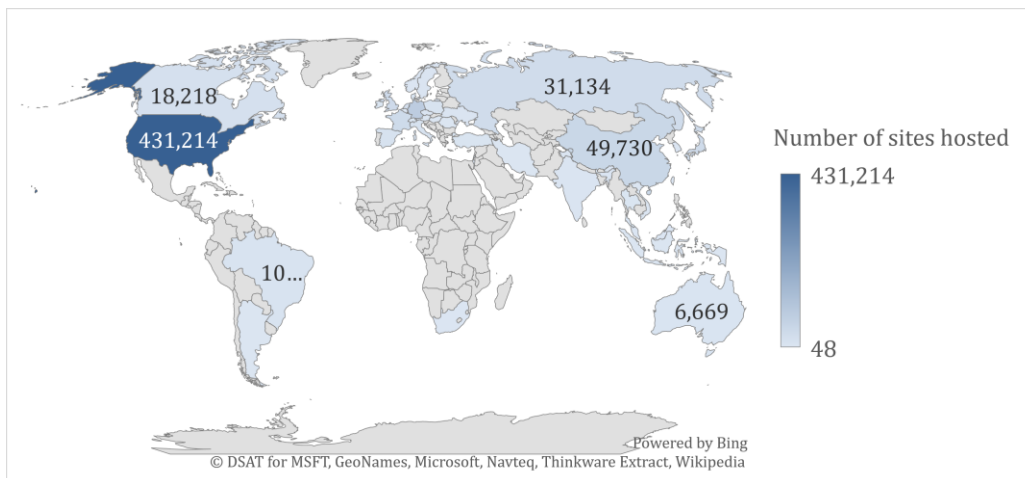 31,134
18,218
Number of sites hosted
431,214
49,730
431,214
10...
6,669
48
Powered by Bing
© DSAT for MSFT, GeoNames, Microsoft, Navteq, Thinkware Extract, Wikipedia